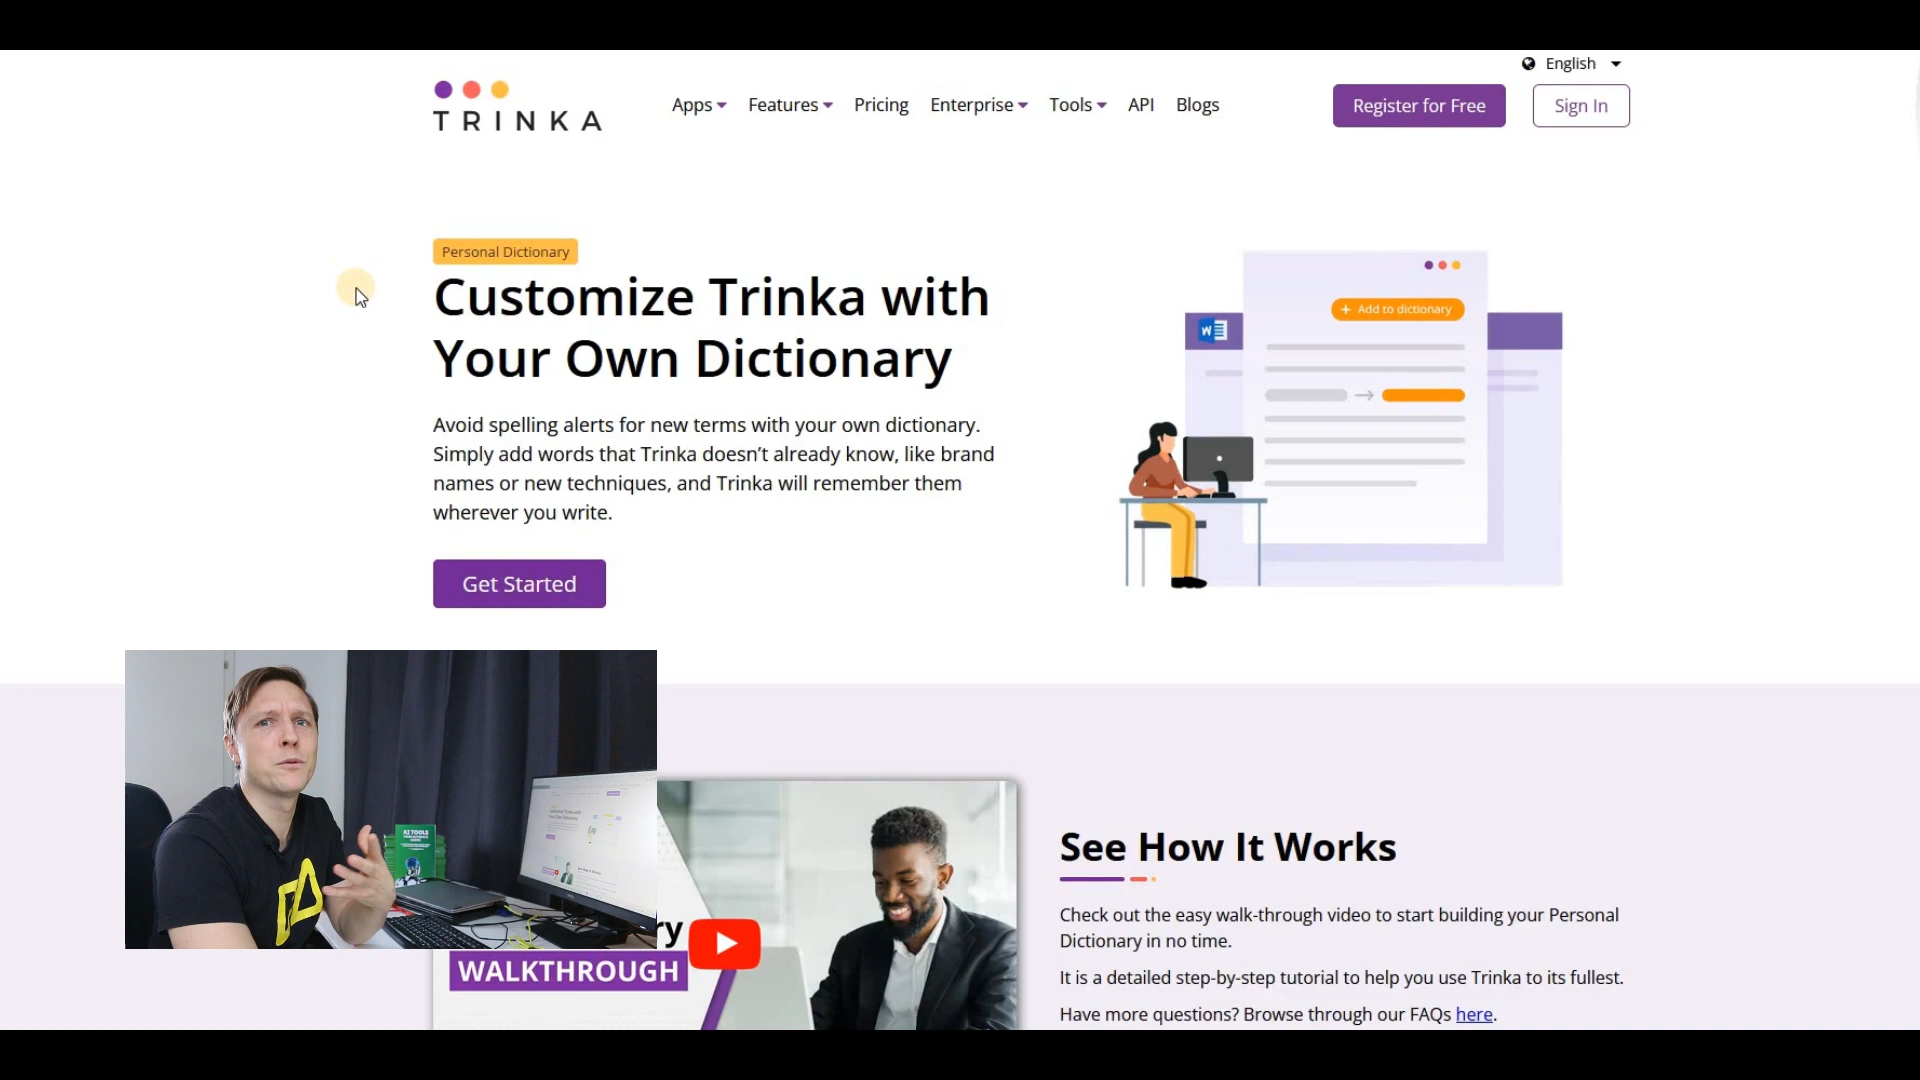 English
TRINKA
Apps
Features
Pricing
Enterprise
Tools
API
Blogs
Register for Free
Sign In
Personal Dictionary
Customize Trinka with
Your Own Dictionary
Avoid spelling alerts for new terms with your own dictionary.
Simply add words that Trinka doesn’t already know, like brand
names or new techniques, and Trinka will remember them
wherever you write.
Get Started
W
+ Add to dictionary
AI TOOLS
WALKTHROUGH
See How It Works
Check out the easy walk-through video to start building your Personal
Dictionary in no time.
It is a detailed step-by-step tutorial to help you use Trinka to its fullest.
Have more questions? Browse through our FAQs here.